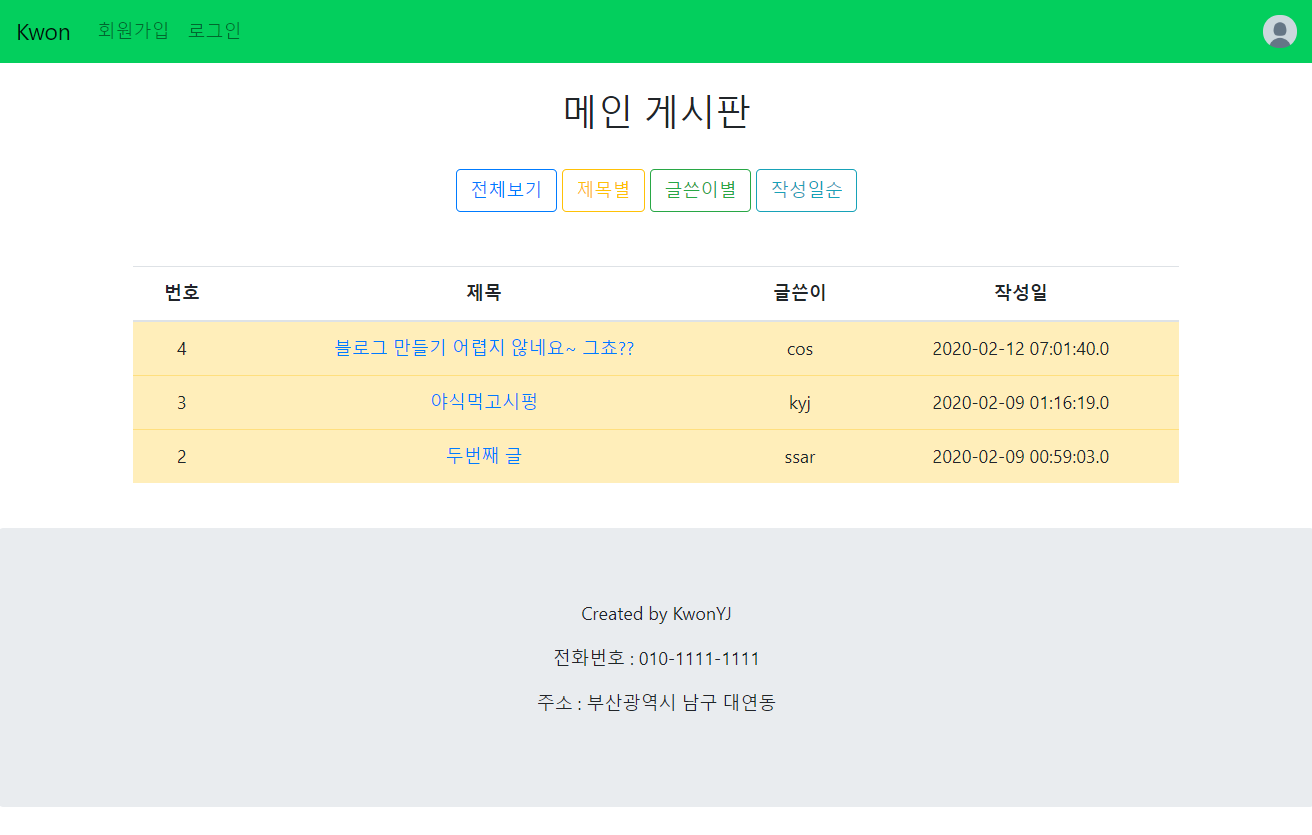 Kwon 회원가입 로그인
메인 게시판
전체보기 제목별 글쓴이별 작성일순
번호 제목 글쓴이 작성일
4 블로그 만들기 어렵지 않네요~ 그쵸?? cos 2020-02-12 07:01:40.0
3 야식먹고시펑 kyj 2020-02-09 01:16:19.0
2 두번째 글 ssar 2020-02-09 00:59:03.0
Created by KwonYJ
전화번호 : 010-1111-1111
주소 : 부산광역시 남구 대연동